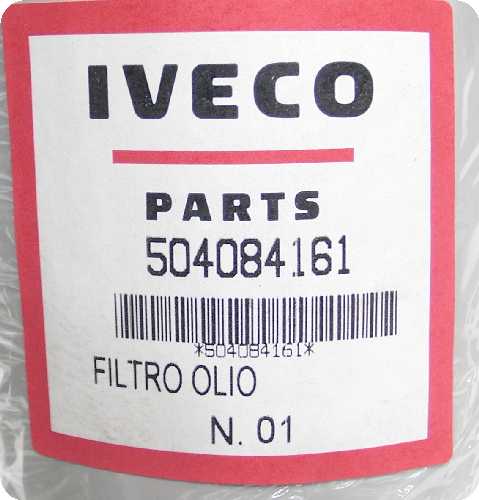 IVECO
PARTS
504084161
*504084161*
FILTRO OLIO
N. 01